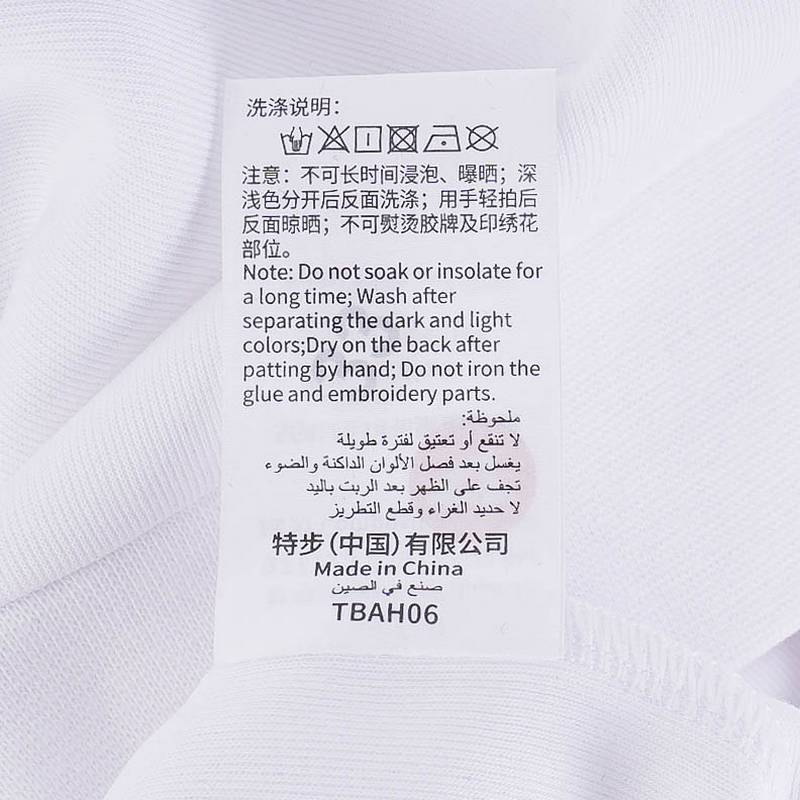 洗涤说明：
注意：不可长时间浸泡、曝晒；深
浅色分开后反面洗涤；用手轻拍后
反面晾晒；不可熨烫胶牌及印绣花
部位。
Note: Do not soak or insolate for
a long time; Wash after
separating the dark and light
colors;Dry on the back after
patting by hand; Do not iron the
glue and embroidery parts.
ملحوظة:
لا تنقع أو تعتيق لفترة طويلة
يغسل بعد فصل الألوان الداكنة والضوء
تجف على الظهر بعد الربت باليد
لا حديد الغراء وقطع التطريز
特步（中国）有限公司
Made in China
صنع في الصين
TBAH06